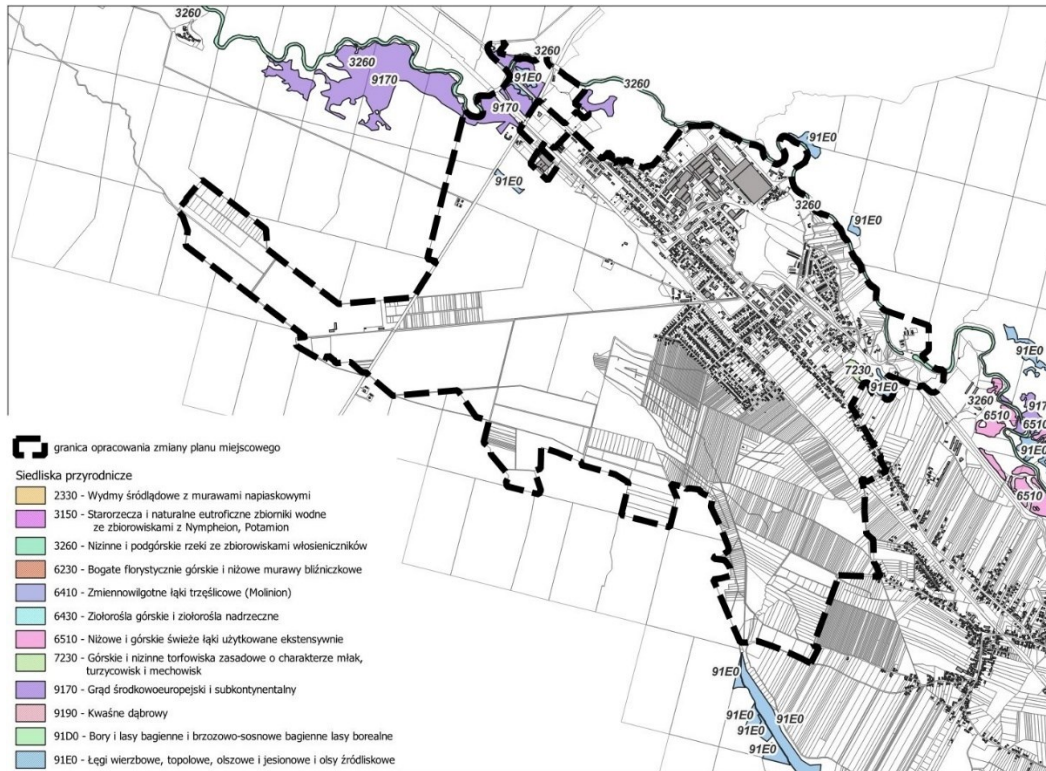 3260
3260
9170
3260
91E0
9170
3260
91E0
91E0
91E0
3260
7230
91E0
91E0
3260
6510
917
6510
91E0
6510
91E0
91E0
91E0
91E0
91E0
granica opracowania zmiany planu miejscowego
Siedliska przyrodnicze
2330 - Wydmy śródlądowe z murawami napiaskowymi
3150 - Starorzecza i naturalne eutroficzne zbiorniki wodne
ze zbiorowiskami z Nympheion, Potamion
3260 - Nizinne i podgórskie rzeki ze zbiorowiskami włosieniczników
6230 - Bogate florystycznie górskie i niżowe murawy bliźniczkowe
6410 - Zmiennowilgotne łąki trzęślicowe (Molinion)
6430 - Ziołorośla górskie i ziołorośla nadrzeczne
6510 - Niżowe i górskie świeże łąki użytkowane ekstensywnie
7230 - Górskie i nizinne torfowiska zasadowe o charakterze młak,
turzycowisk i mechowisk
9170 - Grąd środkowoeuropejski i subkontynentalny
9190 - Kwaśne dąbrowy
91D0 - Bory i lasy bagienne i brzozowo-sosnowe bagienne lasy borealne
91E0 - Łęgi wierzbowe, topolowe, olszowe i jesionowe i olsy źródliskowe